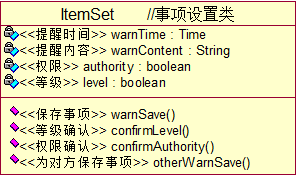 ItemSet //事项设置类
<<提醒时间>> warnTime : Time
<<提醒内容>> warnContent : String
<<权限>> authority : boolean
<<等级>> level : boolean
<<保存事项>> warnSave()
<<等级确认>> confirmLevel()
<<权限确认>> comfirmAuthority()
<<为对方保存事项>> otherWarnSave()